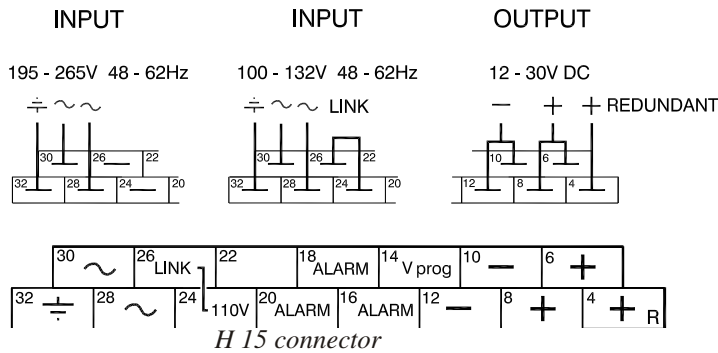 INPUT INPUT OUTPUT
195 - 265V 48 - 62Hz 100 - 132V 48 - 62Hz 12 - 30V DC
LINK REDUNDANT
30 26 22 30 26 22 10 6
32 28 24 20 32 28 24 20 12 8 4
30 26 LINK 22 18 ALARM 14 V prog 10 6
32 28 24 110V 20 ALARM 16 ALARM 12 8 4 R
H 15 connector